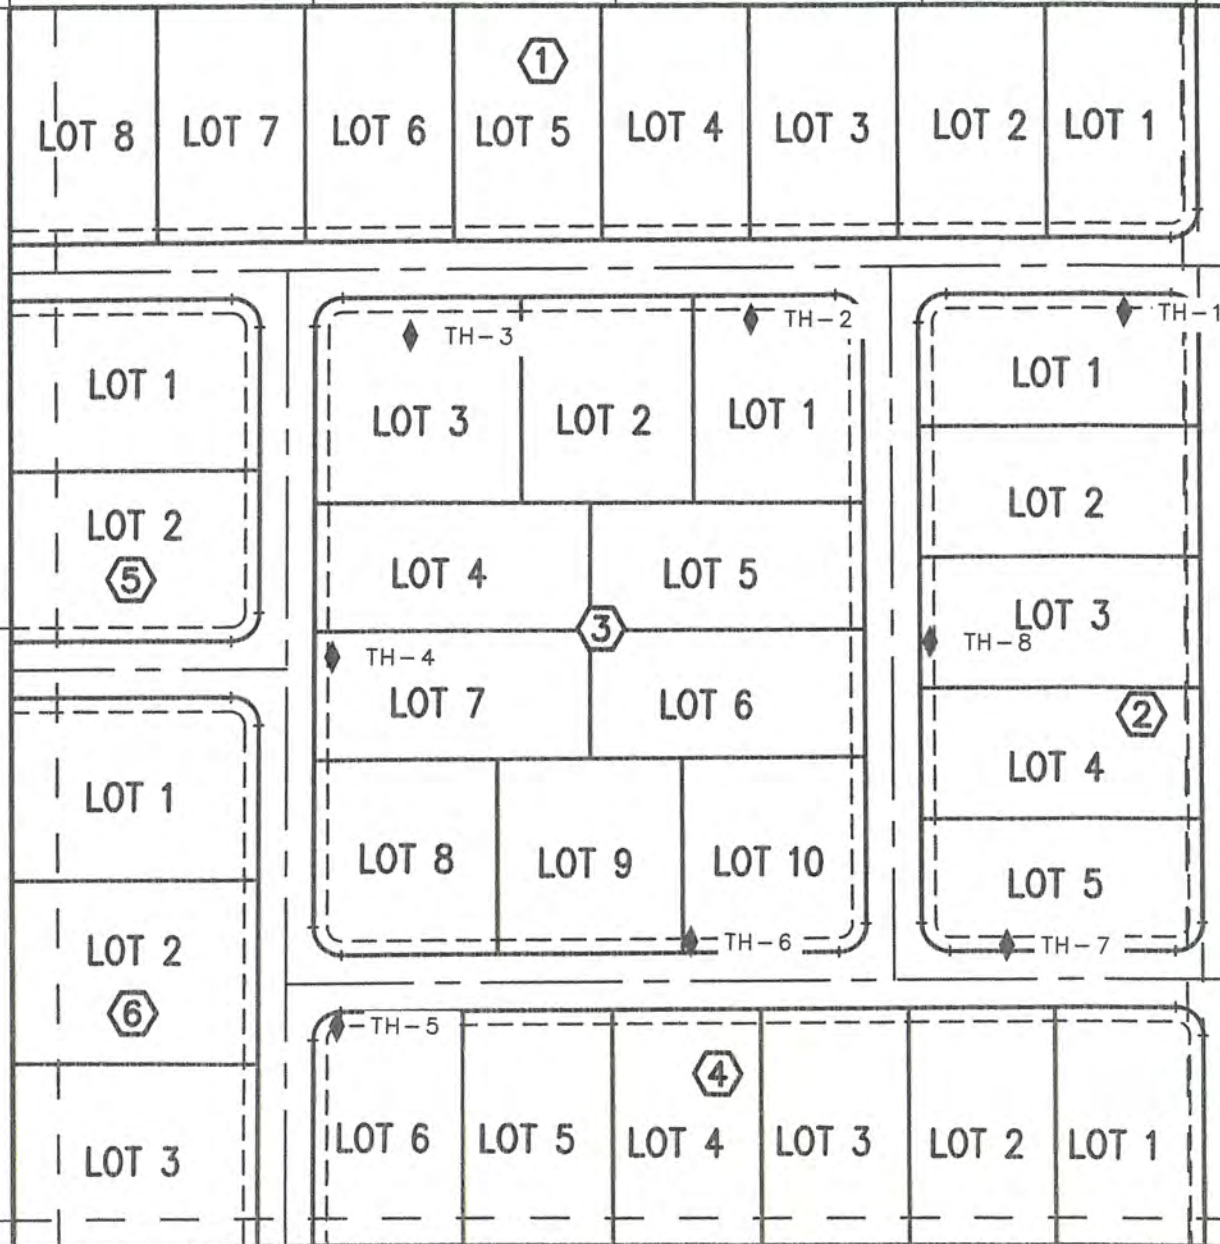 1
LOT 8 LOT 7 LOT 6 LOT 5 LOT 4 LOT 3 LOT 2 LOT 1
TH-3 TH-2 TH-1
LOT 1
LOT 3 LOT 2 LOT 1
LOT 1
LOT 2
5
LOT 2
LOT 4 LOT 5
3
LOT 3
TH-8
TH-4
LOT 7 LOT 6
2
LOT 1
LOT 4
LOT 8 LOT 9 LOT 10
LOT 5
LOT 2
6
TH-6 TH-7
TH-5
4
LOT 3
LOT 6 LOT 5 LOT 4 LOT 3 LOT 2 LOT 1